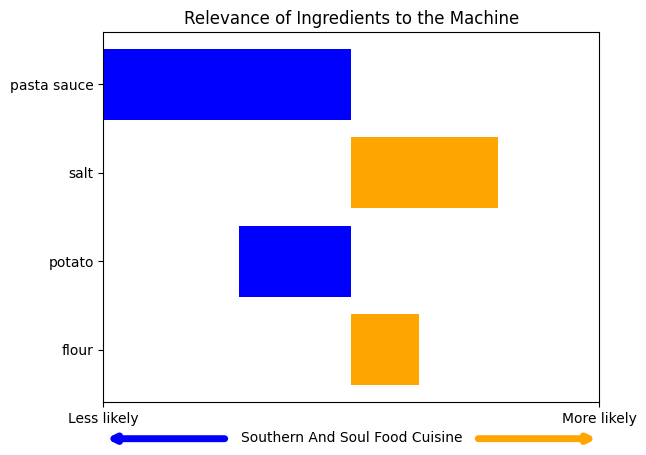 Relevance of Ingredients to the Machine
pasta sauce
salt
potato
flour
Less likely
More likely
Southern And Soul Food Cuisine